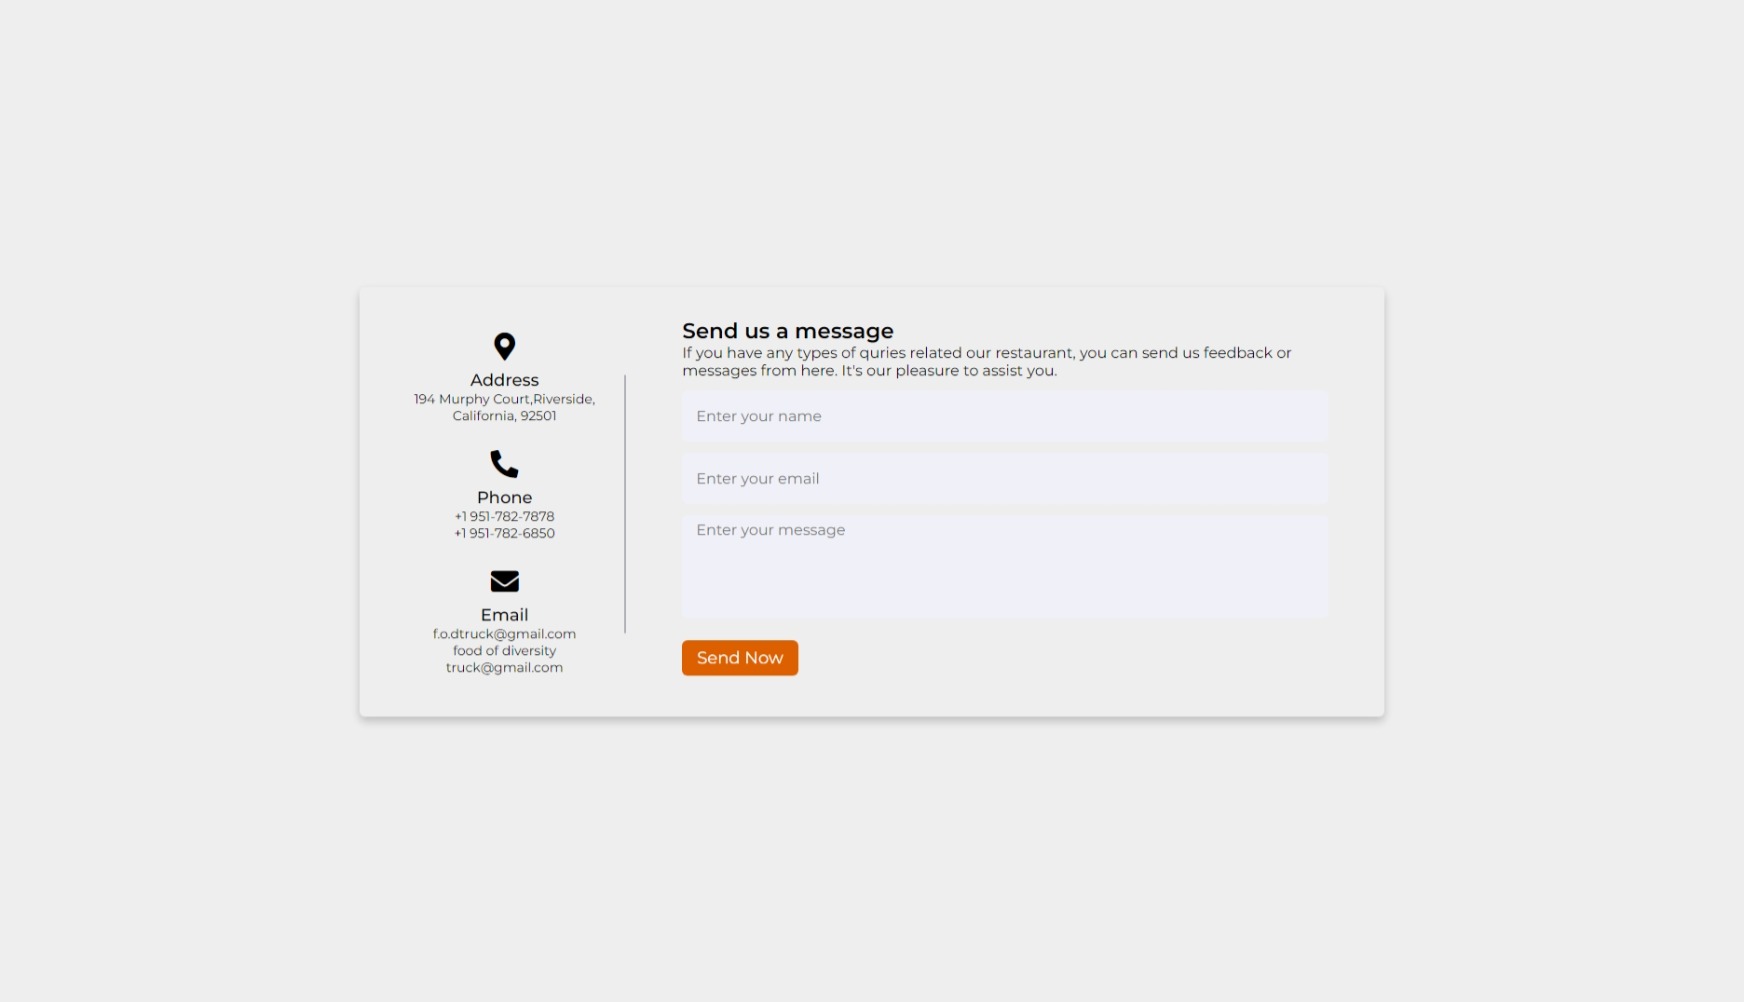 Address
194 Murphy Court,Riverside,
California, 92501
Phone
+1 951-782-7878
+1 951-782-6850
Email
f.o.dtruck@gmail.com
food of diversity
truck@gmail.com
Send us a message
If you have any types of quries related our restaurant, you can send us feedback or
messages from here. It's our pleasure to assist you.
Enter your name
Enter your email
Enter your message
Send Now